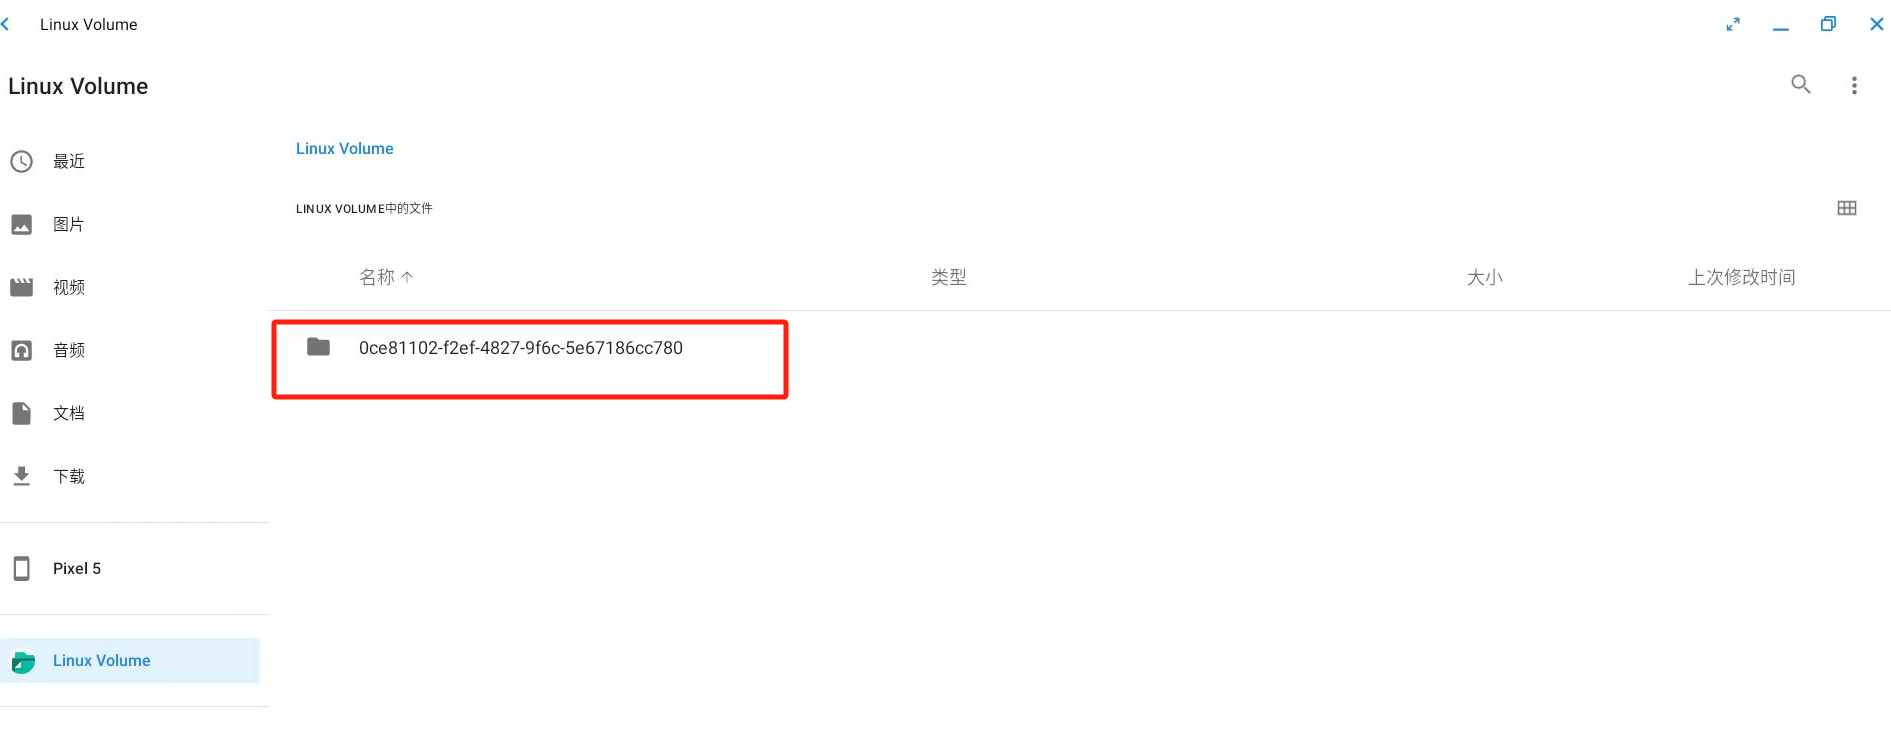 Linux Volume
Linux Volume
最近
图片
视频
音频
文档
下载
Pixel 5
Linux Volume
Linux Volume
LINUX VOLUME中的文件
名称 类型 大小 上次修改时间
0ce81102-f2ef-4827-9f6c-5e67186cc780